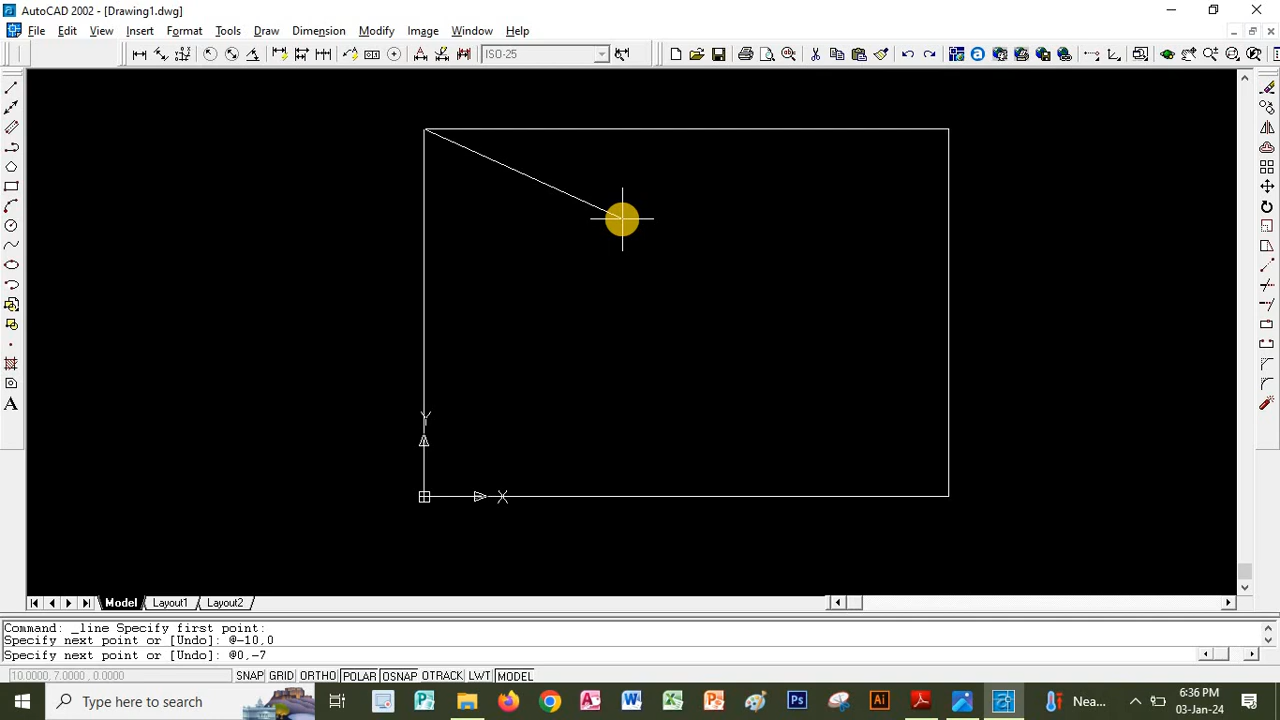 AutoCAD 2002 - [Drawing1.dwg]
File Edit View Insert Format Tools Draw Dimension Modify Image Window Help
ISO-25
Y
X
Model Layout1 Layout2
Command: _line Specify first point:
Specify next point or [Undo]: @-10,0
Specify next point or [Undo]: @0,-7
10.0000, 7.0000 , 0.0000 SNAP GRID ORTHO POLAR OSNAP OTRACK LWT MODEL
Type here to search
Nea...
6:36 PM
03-Jan-24